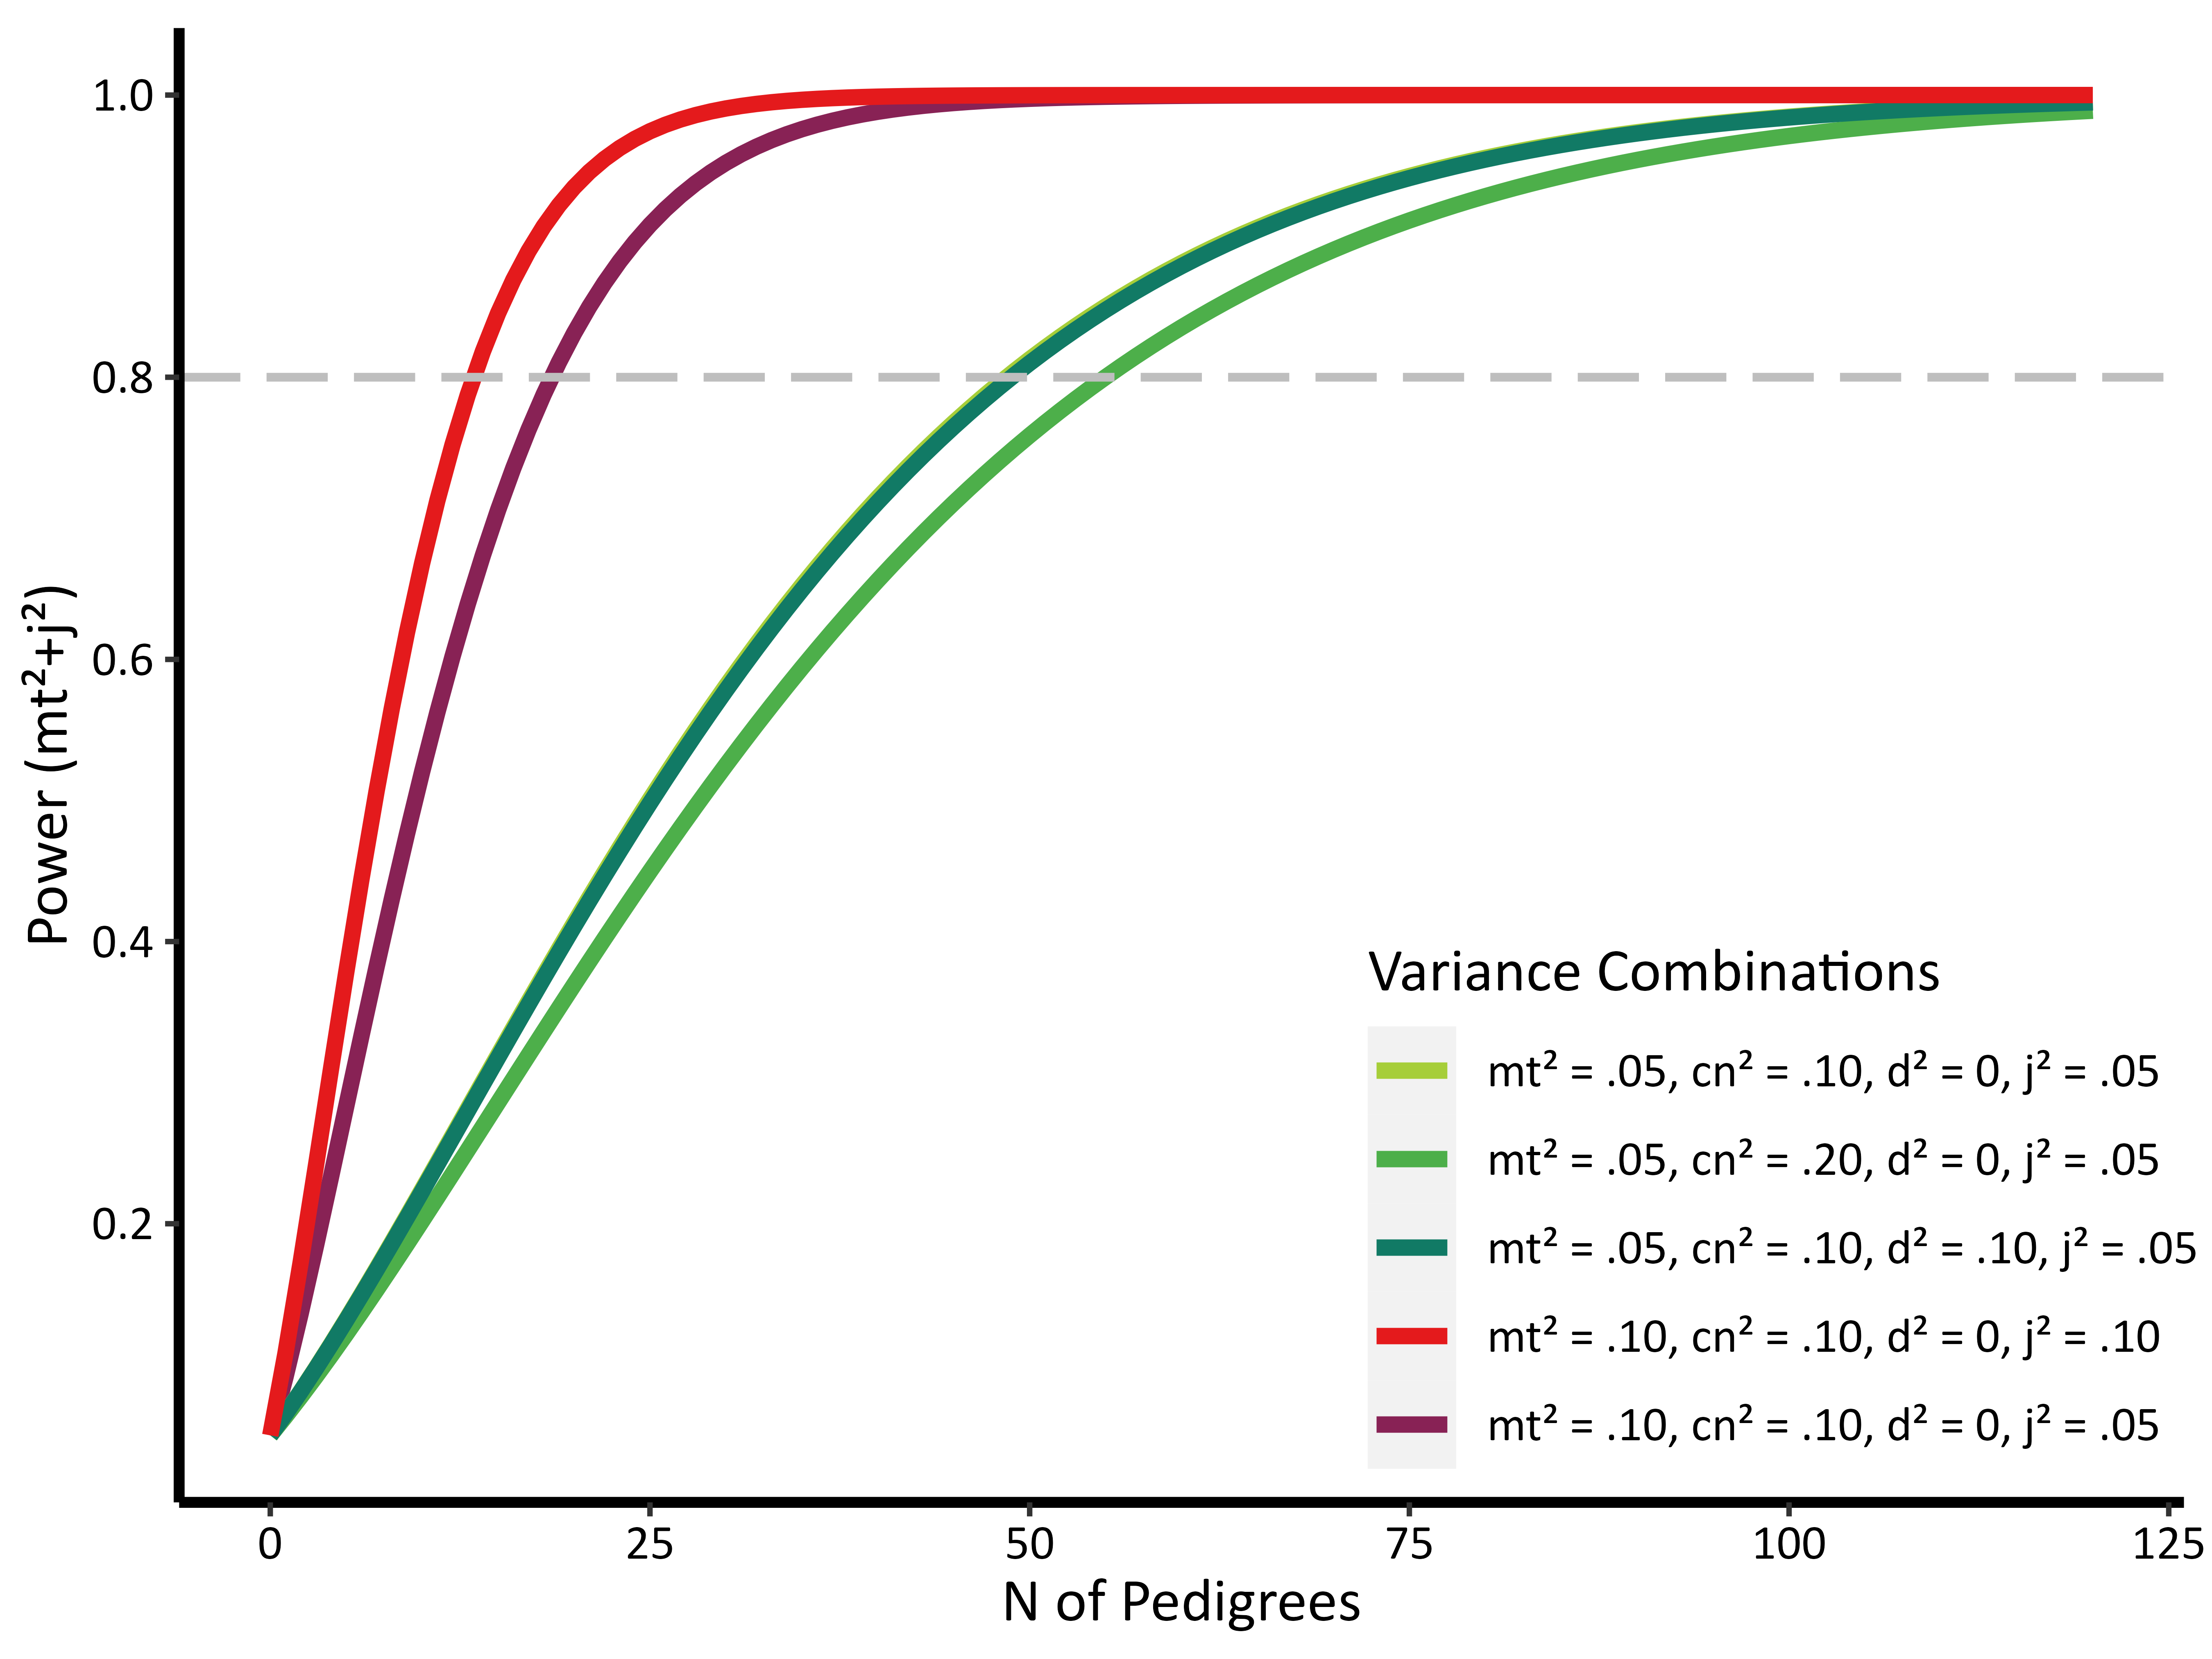 1.0
0.8
0.6
0.4
0.2
Power (mt²+j²)
0
25
50
75
100
125
N of Pedigrees
Variance Combinations
mt² = .05, cn² = .10, d² = 0, j² = .05
mt² = .05, cn² = .20, d² = 0, j² = .05
mt² = .05, cn² = .10, d² = .10, j² = .05
mt² = .10, cn² = .10, d² = 0, j² = .10
mt² = .10, cn² = .10, d² = 0, j² = .05